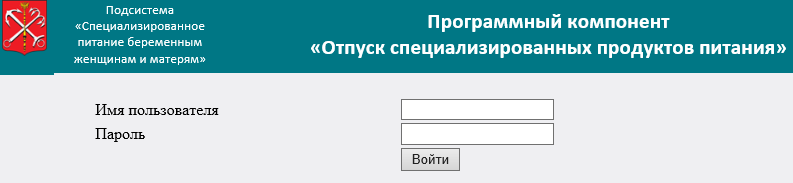 Подсистема
«Специализированное
питание беременным
женщинам и матерям»
Программный компонент
«Отпуск специализированных продуктов питания»
Имя пользователя
Пароль
Войти